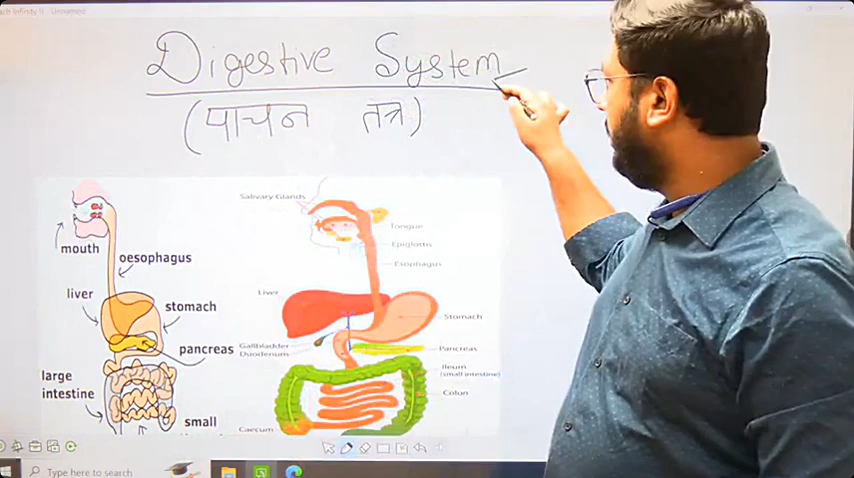 Digestive System
(पाचन तंत्र)
mouth
oesophagus
liver
stomach
pancreas
large
intestine
small
Salivary Glands
Tongue
Epiglottis
Esophagus
Liver
Stomach
Gallbladder
Duodenum
Pancreas
Ileum
(small intestine)
Colon
Caecum
Type here to search